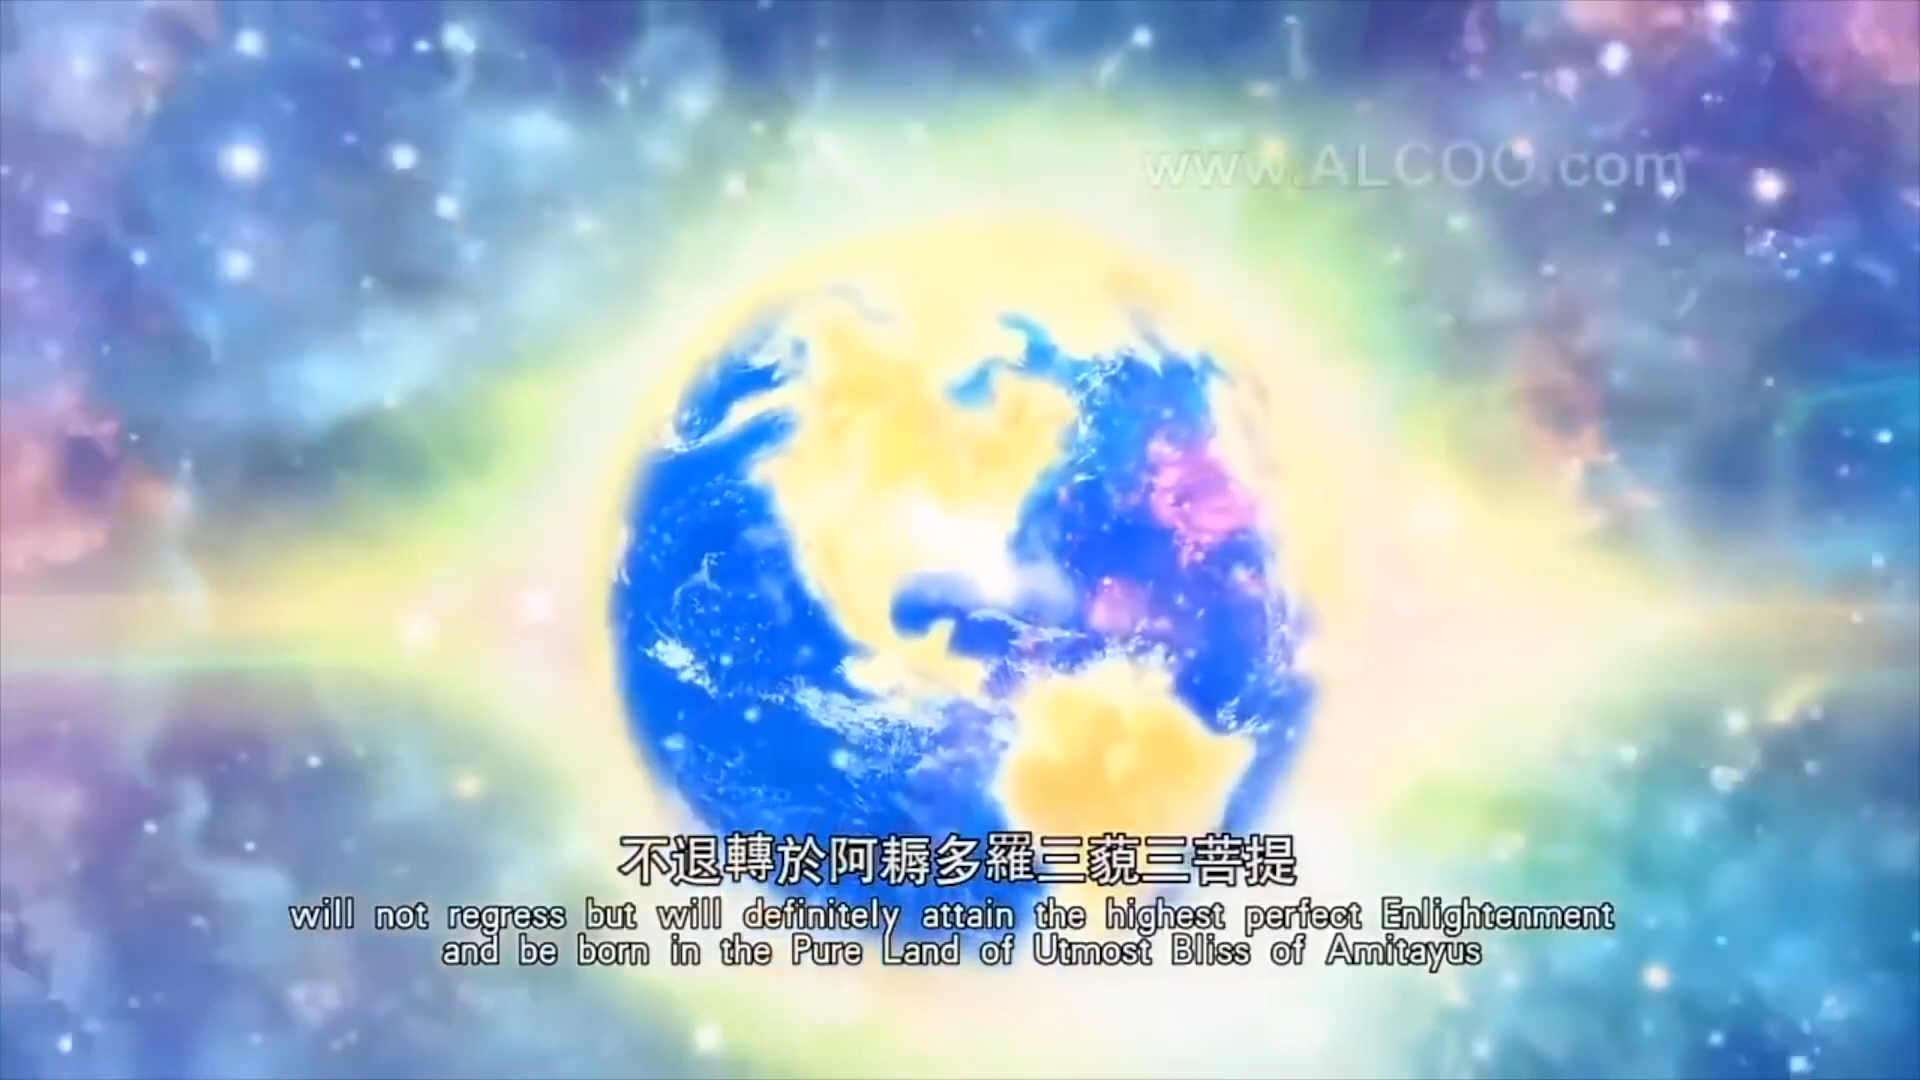 www.ALCOO.com
不退轉於阿耨多羅三藐三菩提
will not regress but will definitely attain the highest perfect Enlightenment
and be born in the Pure Land of Utmost Bliss of Amitayus